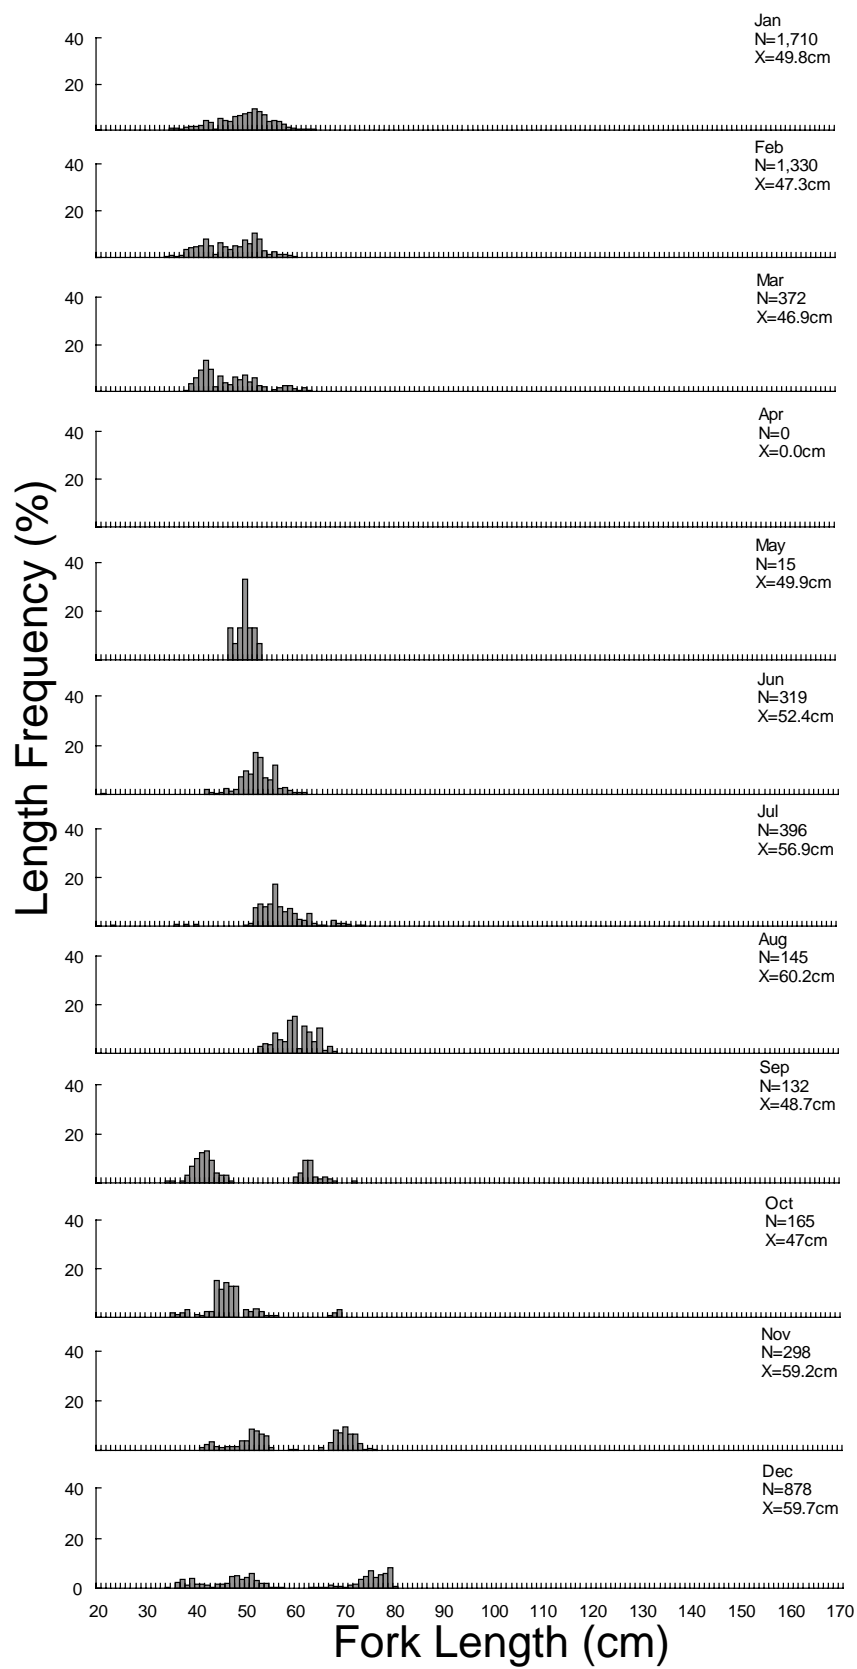 Jan
N=1,710
X=49.8cm
40
20
Feb
N=1,330
X=47.3cm
40
20
Mar
N=372
X=46.9cm
40
20
Apr
N=0
X=0.0cm
40
20
May
N=15
X=49.9cm
40
20
Jun
N=319
X=52.4cm
40
20
Jul
N=396
X=56.9cm
40
20
Aug
N=145
X=60.2cm
40
20
Sep
N=132
X=48.7cm
40
20
Oct
N=165
X=47cm
40
20
Nov
N=298
X=59.2cm
40
20
Dec
N=878
X=59.7cm
40
20
0
20 30 40 50 60 70 80 90 100 110 120 130 140 150 160 170
Fork Length (cm)
Length Frequency (%)